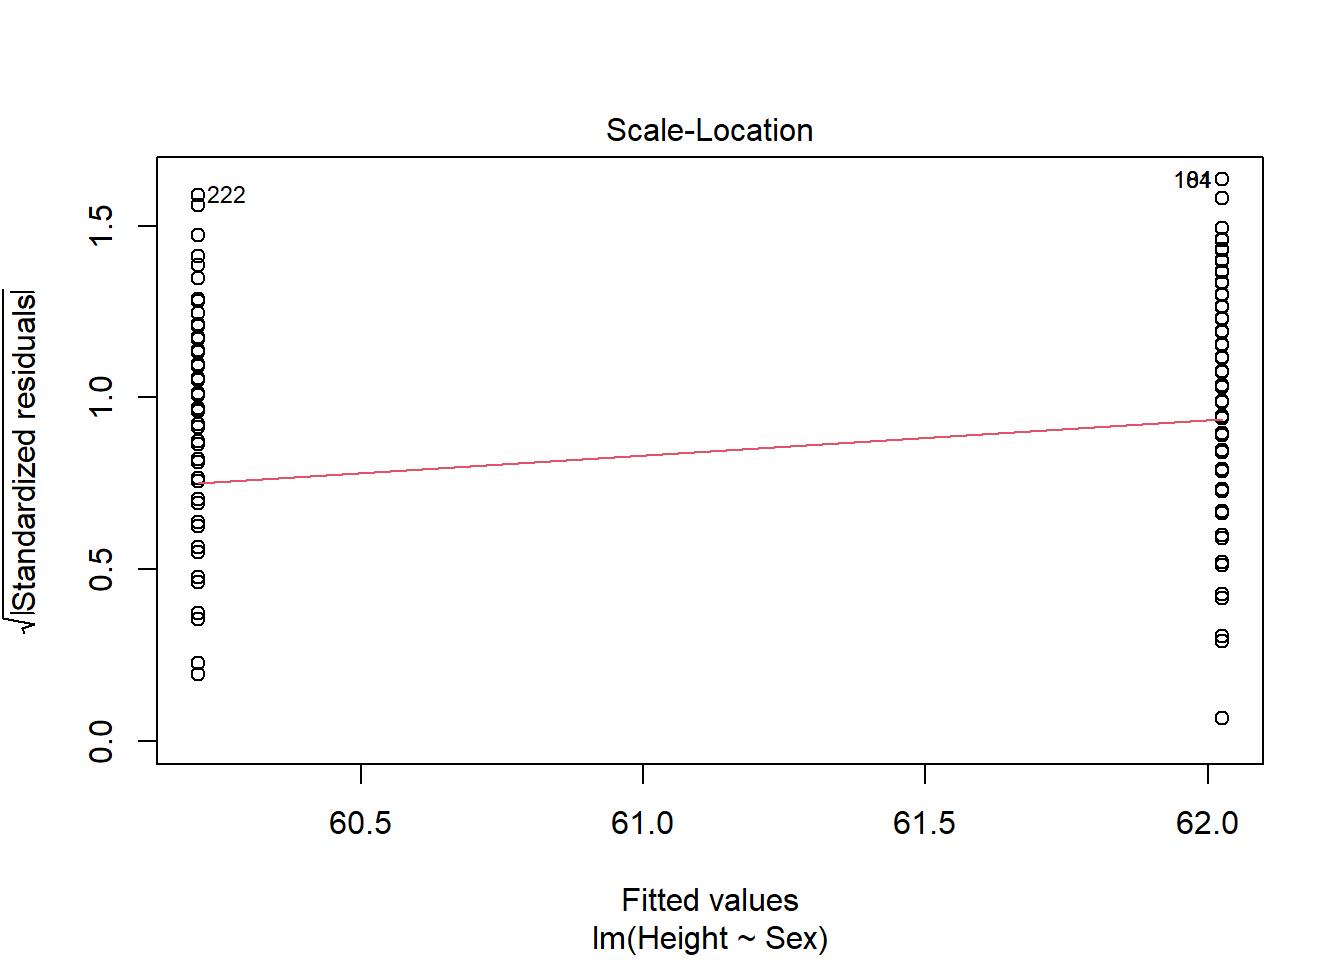 Scale-Location
222
1.5
1.0
0.5
0.0
√|Standardized residuals|
60.5 61.0 61.5 62.0
Fitted values
lm(Height ~ Sex)